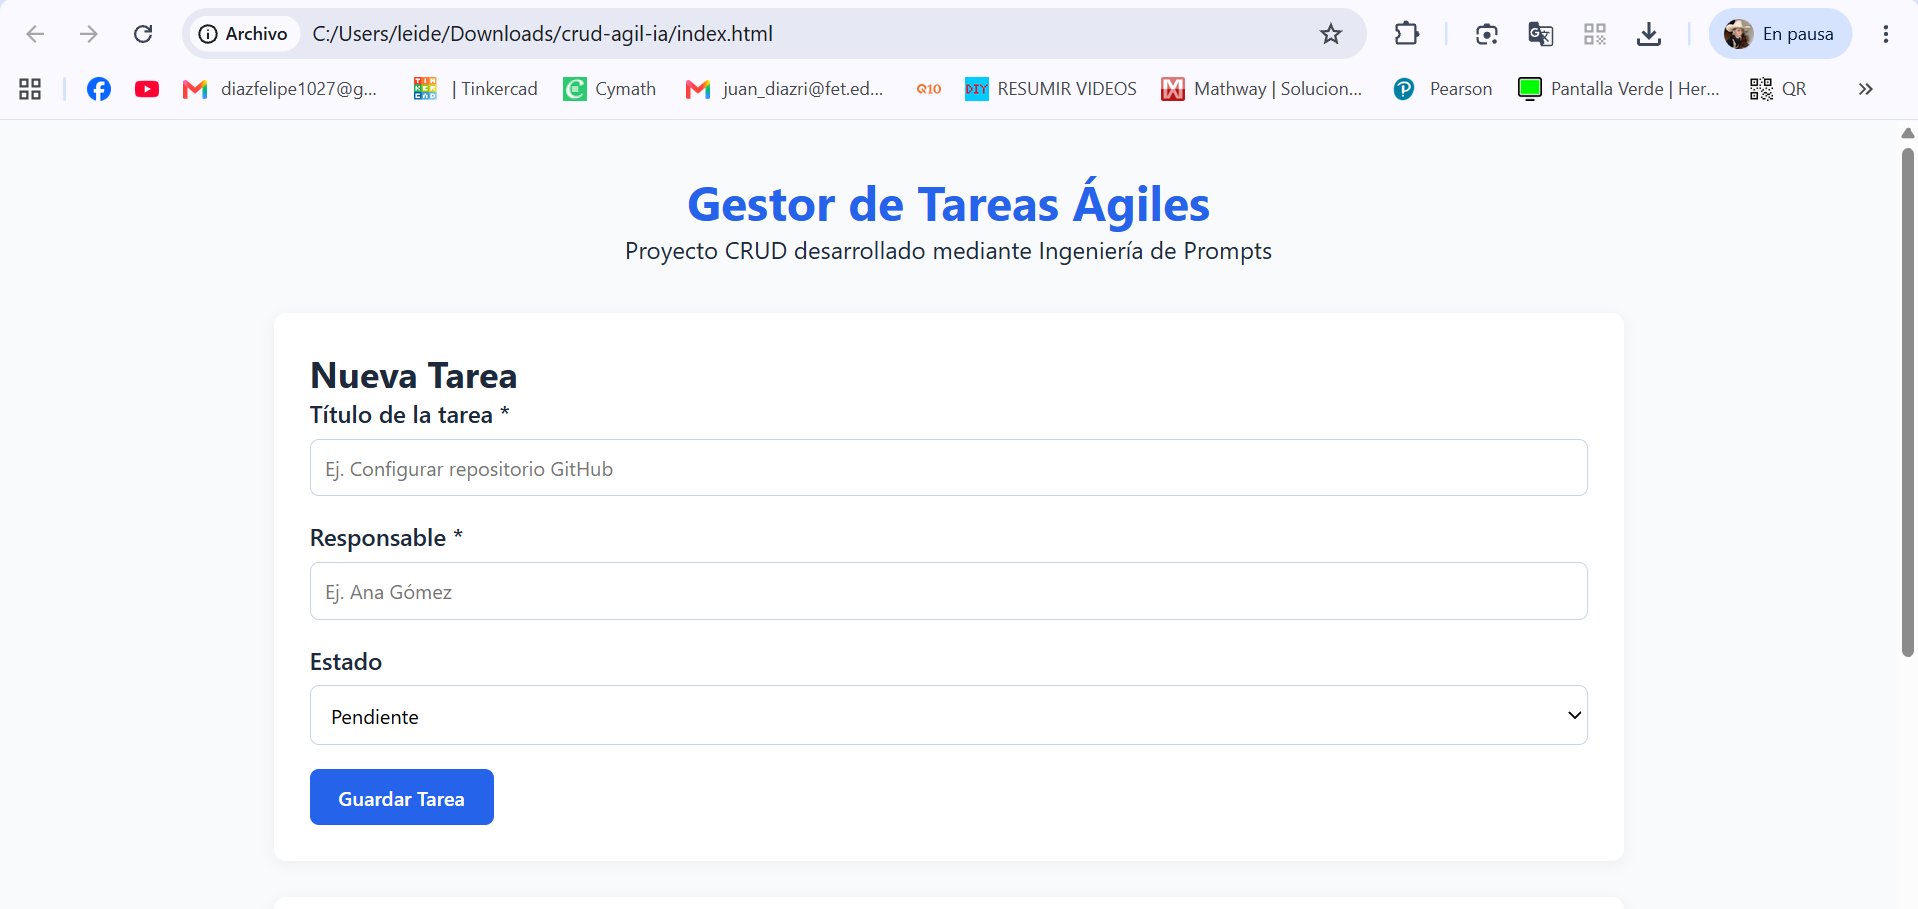 Archivo
C:/Users/leide/Downloads/crud-agil-ia/index.html
En pausa
diazfelipe1027@g...
TINKERCAD
| Tinkercad
Cymath
juan_diazri@fet.ed...
Q10
DIY
RESUMIR VIDEOS
Mathway | Solucion...
Pearson
Pantalla Verde | Her...
QR
Gestor de Tareas Ágiles
Proyecto CRUD desarrollado mediante Ingeniería de Prompts
Nueva Tarea
Título de la tarea *
Ej. Configurar repositorio GitHub
Responsable *
Ej. Ana Gómez
Estado
Pendiente
Guardar Tarea